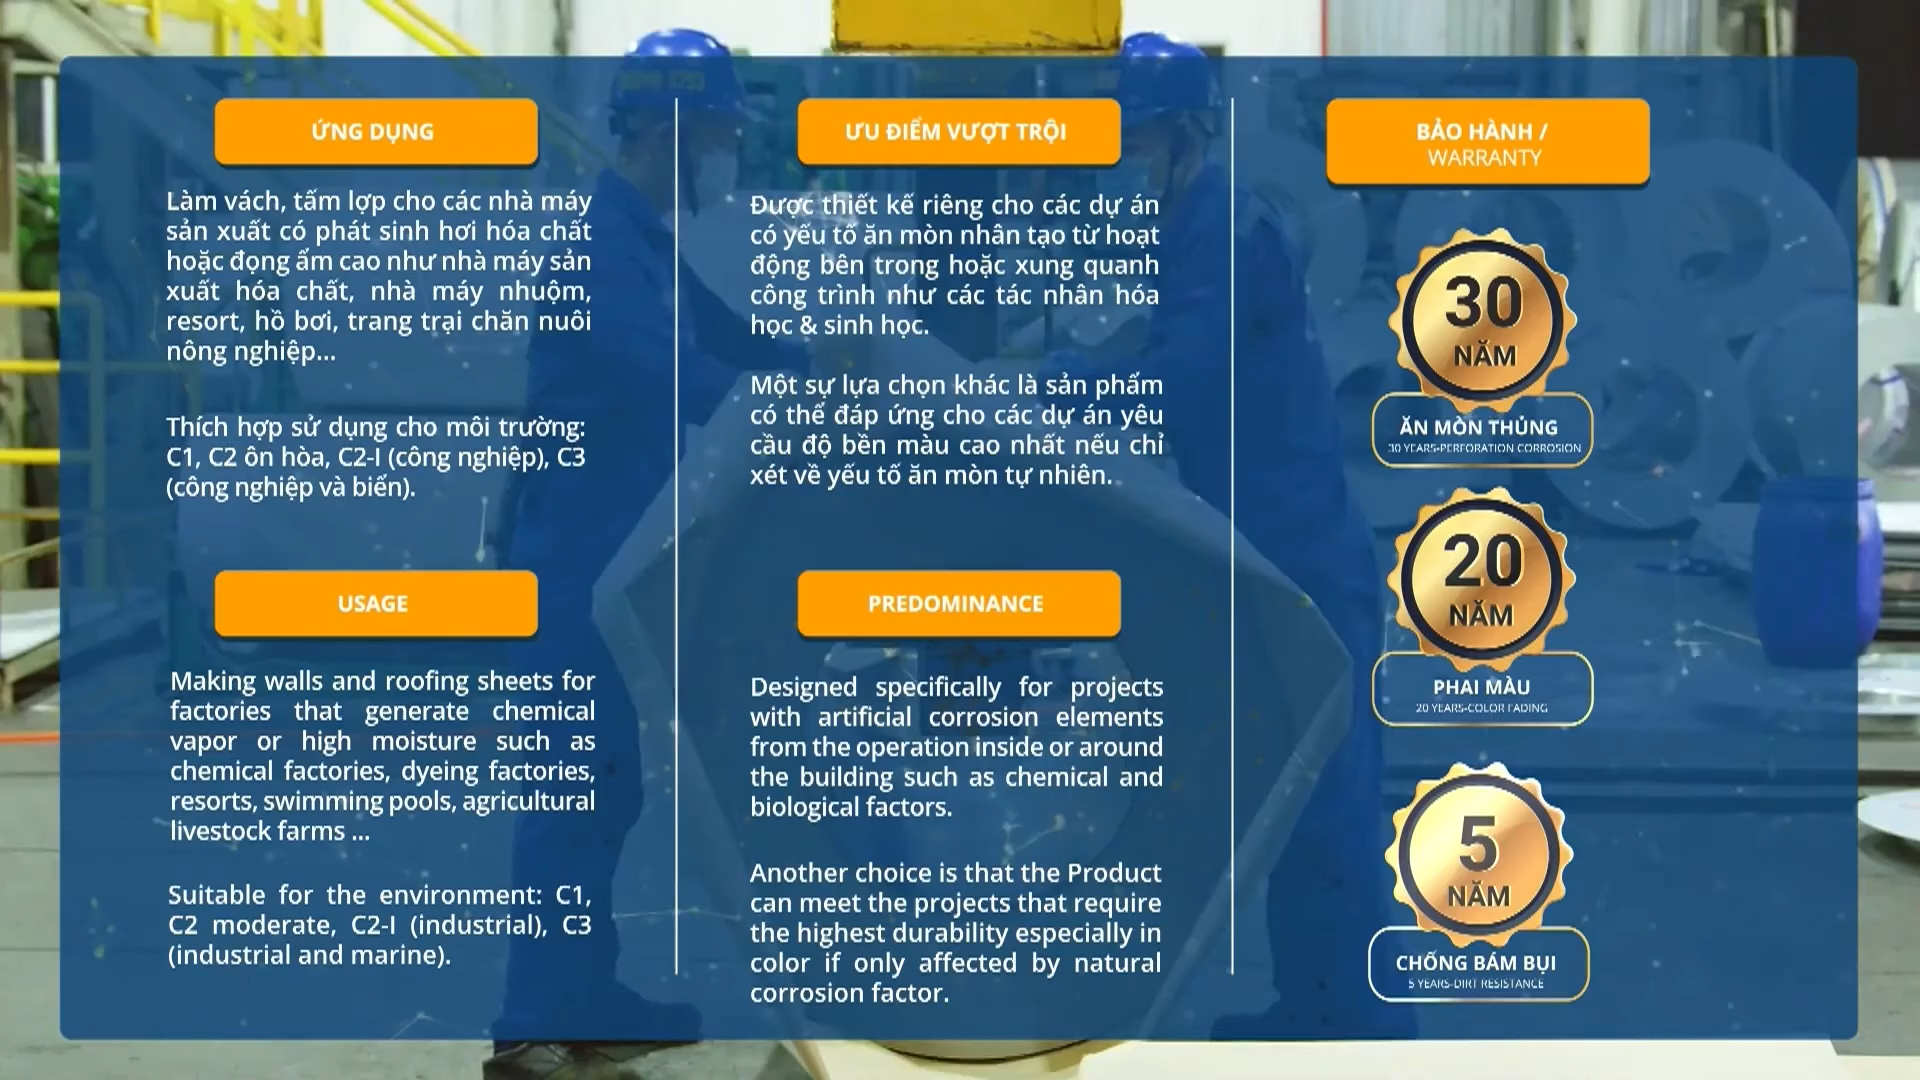 ỨNG DỤNG
Làm vách, tấm lợp cho các nhà máy
sản xuất có phát sinh hơi hóa chất
hoặc đọng ẩm cao như nhà máy sản
xuất hóa chất, nhà máy nhuộm,
resort, hồ bơi, trang trại chăn nuôi
nông nghiệp...
Thích hợp sử dụng cho môi trường:
C1, C2 ôn hòa, C2-I (công nghiệp), C3
(công nghiệp và biển).
USAGE
Making walls and roofing sheets for
factories that generate chemical
vapor or high moisture such as
chemical factories, dyeing factories,
resorts, swimming pools, agricultural
livestock farms ...
Suitable for the environment: C1,
C2 moderate, C2-I (industrial), C3
(industrial and marine).
ƯU ĐIỂM VƯỢT TRỘI
Được thiết kế riêng cho các dự án
có yếu tố ăn mòn nhân tạo từ hoạt
động bên trong hoặc xung quanh
công trình như các tác nhân hóa
học & sinh học.
Một sự lựa chọn khác là sản phẩm
có thể đáp ứng cho các dự án yêu
cầu độ bền màu cao nhất nếu chỉ
xét về yếu tố ăn mòn tự nhiên.
PREDOMINANCE
Designed specifically for projects
with artificial corrosion elements
from the operation inside or around
the building such as chemical and
biological factors.
Another choice is that the Product
can meet the projects that require
the highest durability especially in
color if only affected by natural
corrosion factor.
BẢO HÀNH /
WARRANTY
30
NĂM
ĂN MÒN THỦNG
30 YEARS-PERFORATION CORROSION
20
NĂM
PHAI MÀU
20 YEARS-COLOR FADING
5
NĂM
CHỐNG BÁM BỤI
5 YEARS-DIRT RESISTANCE